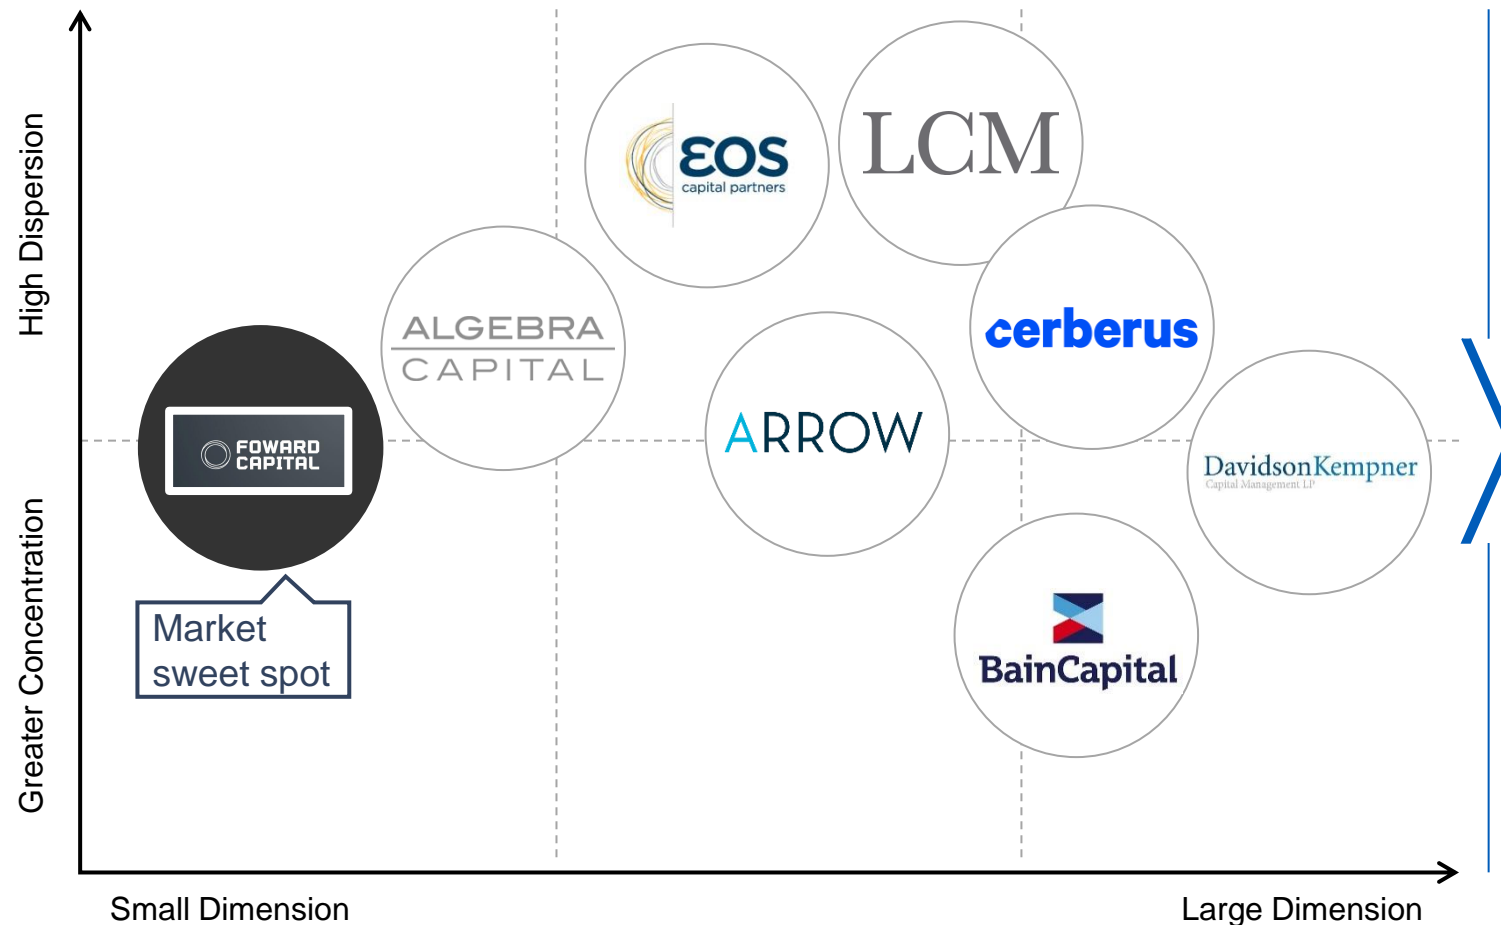 High Dispersion
Greater Concentration
εOS
capital partners
LCM
ALGEBRA
CAPITAL
cerberus
FOWARD
CAPITAL
ARROW
DavidsonKempner
Capital Management LP
Market
sweet spot
BainCapital
Small Dimension
Large Dimension